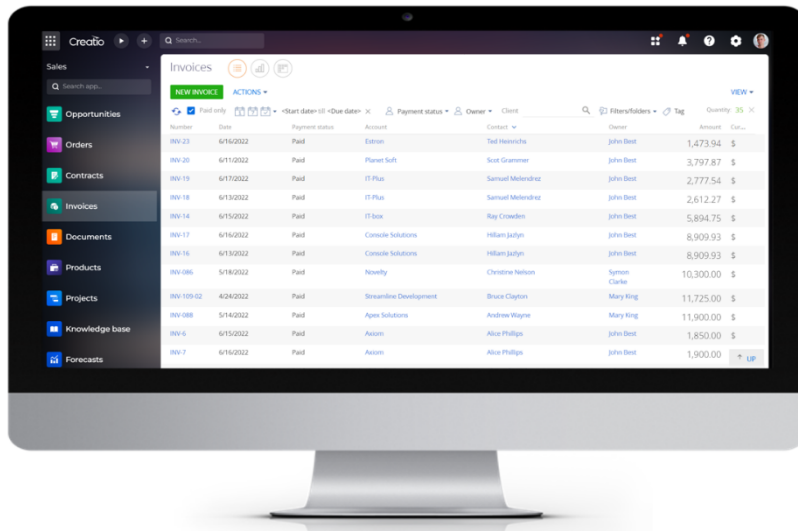 Creatio Search...
Sales Invoices
Search app... NEW INVOICE ACTIONS VIEW
Paid only <Start date> till <Due date> Payment status Owner Client Filters/folders Tag Quantity: 35
Opportunities
Number Date Payment status Account Contact Owner Amount Cur...
INV-23 6/16/2022 Paid Estron Ted Heinrichs John Best 1,473.94 $
Orders
INV-20 6/11/2022 Paid Planet Soft Scot Grammer John Best 3,797.87 $
INV-19 6/17/2022 Paid IT-Plus Samuel Melendrez John Best 2,777.54 $
Contracts
INV-18 6/13/2022 Paid IT-Plus Samuel Melendrez John Best 2,612.27 $
Invoices
INV-14 6/15/2022 Paid IT-box Ray Crowden John Best 5,894.75 $
INV-17 6/15/2022 Paid Console Solutions Hiliam Jazlyn John Best 8,909.93 $
Documents
INV-16 6/13/2022 Paid Console Solutions Hiliam Jazlyn John Best 8,909.93 $
Products
INV-086 5/18/2022 Paid Novelty Christine Nelson Symon Clarke 10,300.00 $
Projects
INV-109-02 4/24/2022 Paid Streamline Development Bruce Clayton Mary King 11,725.00 $
INV-088 5/14/2022 Paid Apex Solutions Andrew Wayne Mary King 11,900.00 $
Knowledge base
INV-6 6/15/2022 Paid Axiom Alice Phillips John Best 1,850.00 $
Forecasts
INV-7 6/16/2022 Paid Axiom Alice Phillips John Best 1,900.00 UP